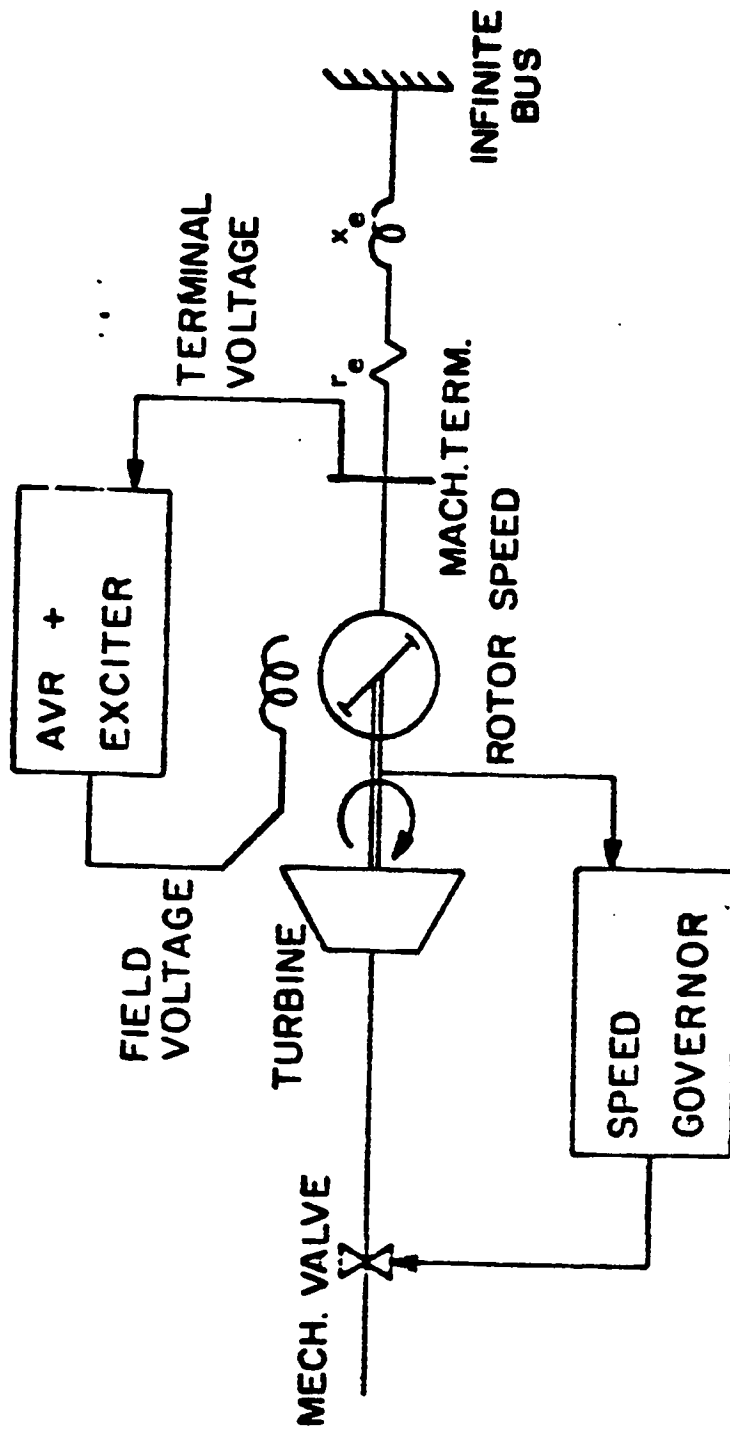 AVR +
EXCITER
TERMINAL
VOLTAGE
FIELD
VOLTAGE
r e
x e
INFINITE
BUS
MACH. TERM.
TURBINE
MECH. VALVE
ROTOR SPEED
SPEED
GOVERNOR